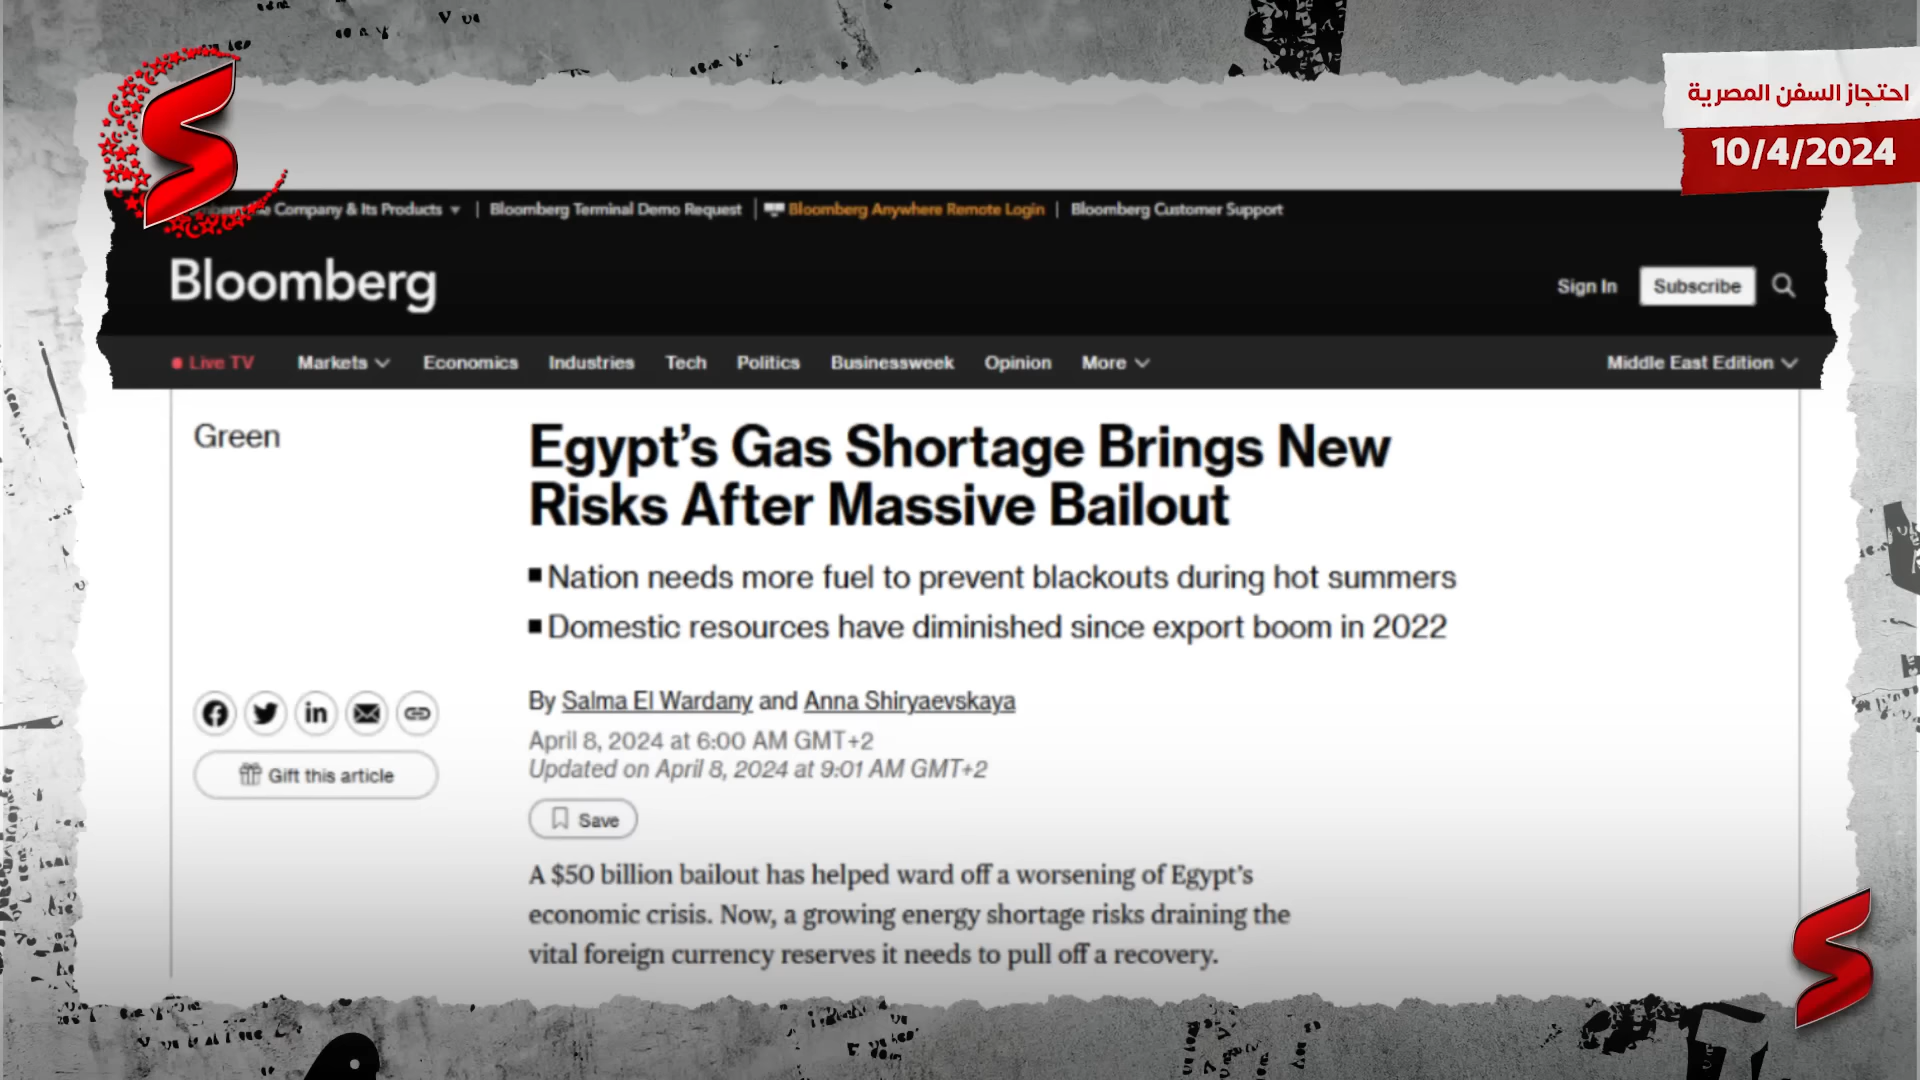 احتجاز السفن المصرية
10/4/2024
Company & Its Products
Bloomberg Terminal Demo Request
Bloomberg Anywhere Remote Login
Bloomberg Customer Support
Bloomberg
Sign In
Subscribe
Live TV
Markets
Economics
Industries
Tech
Politics
Businessweek
Opinion
More
Middle East Edition
Green
Egypt’s Gas Shortage Brings New
Risks After Massive Bailout
Nation needs more fuel to prevent blackouts during hot summers
Domestic resources have diminished since export boom in 2022
By Salma El Wardany and Anna Shiryaevskaya
April 8, 2024 at 6:00 AM GMT+2
Updated on April 8, 2024 at 9:01 AM GMT+2
Gift this article
Save
A $50 billion bailout has helped ward off a worsening of Egypt’s
economic crisis. Now, a growing energy shortage risks draining the
vital foreign currency reserves it needs to pull off a recovery.